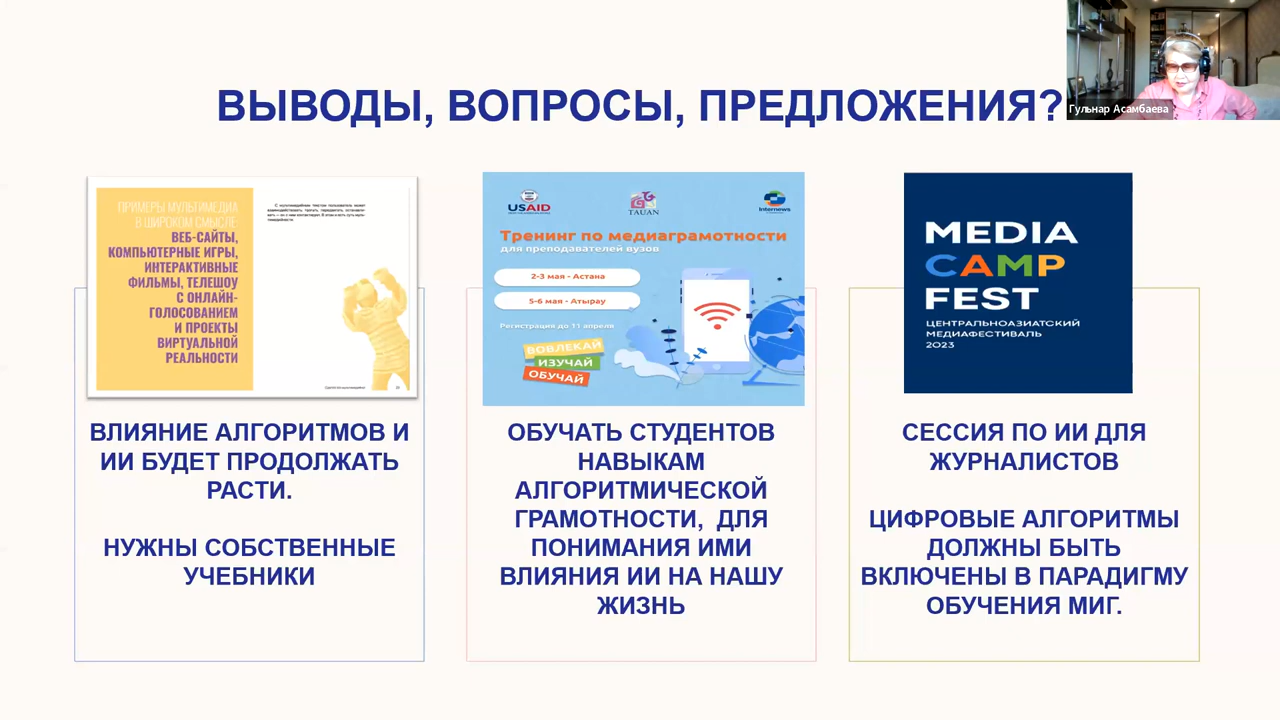 ВЫВОДЫ, ВОПРОСЫ, ПРЕДЛОЖЕНИЯ?
Гульнар Асамбаева
ПРИМЕРЫ МУЛЬТИМЕДИА
В ШИРОКОМ СМЫСЛЕ
ВЕБ-САЙТЫ,
КОМПЬЮТЕРНЫЕ ИГРЫ,
ИНТЕРАКТИВНЫЕ
ФИЛЬМЫ, ТЕЛЕШОУ
С ОНЛАЙН-
ГОЛОСОВАНИЕМ
И ПРОЕКТЫ
ВИРТУАЛЬНОЙ
РЕАЛЬНОСТИ
ВЛИЯНИЕ АЛГОРИТМОВ И
ИИ БУДЕТ ПРОДОЛЖАТЬ
РАСТИ.
НУЖНЫ СОБСТВЕННЫЕ
УЧЕБНИКИ
USAID
TAUAN
Internews
Тренинг по медиаграмотности
для преподавателей вузов
2-3 мая - Астана
5-6 мая - Атырау
Регистрация до 11 апреля
ВОВЛЕКАЙ
ИЗУЧАЙ
ОБУЧАЙ
ОБУЧАТЬ СТУДЕНТОВ
НАВЫКАМ
АЛГОРИТМИЧЕСКОЙ
ГРАМОТНОСТИ, ДЛЯ
ПОНИМАНИЯ ИМИ
ВЛИЯНИЯ ИИ НА НАШУ
ЖИЗНЬ
MEDIA
CAMP
FEST
ЦЕНТРАЛЬНОАЗИАТСКИЙ
МЕДИАФЕСТИВАЛЬ
2023
СЕССИЯ ПО ИИ ДЛЯ
ЖУРНАЛИСТОВ
ЦИФРОВЫЕ АЛГОРИТМЫ
ДОЛЖНЫ БЫТЬ
ВКЛЮЧЕНЫ В ПАРАДИГМУ
ОБУЧЕНИЯ МИГ.